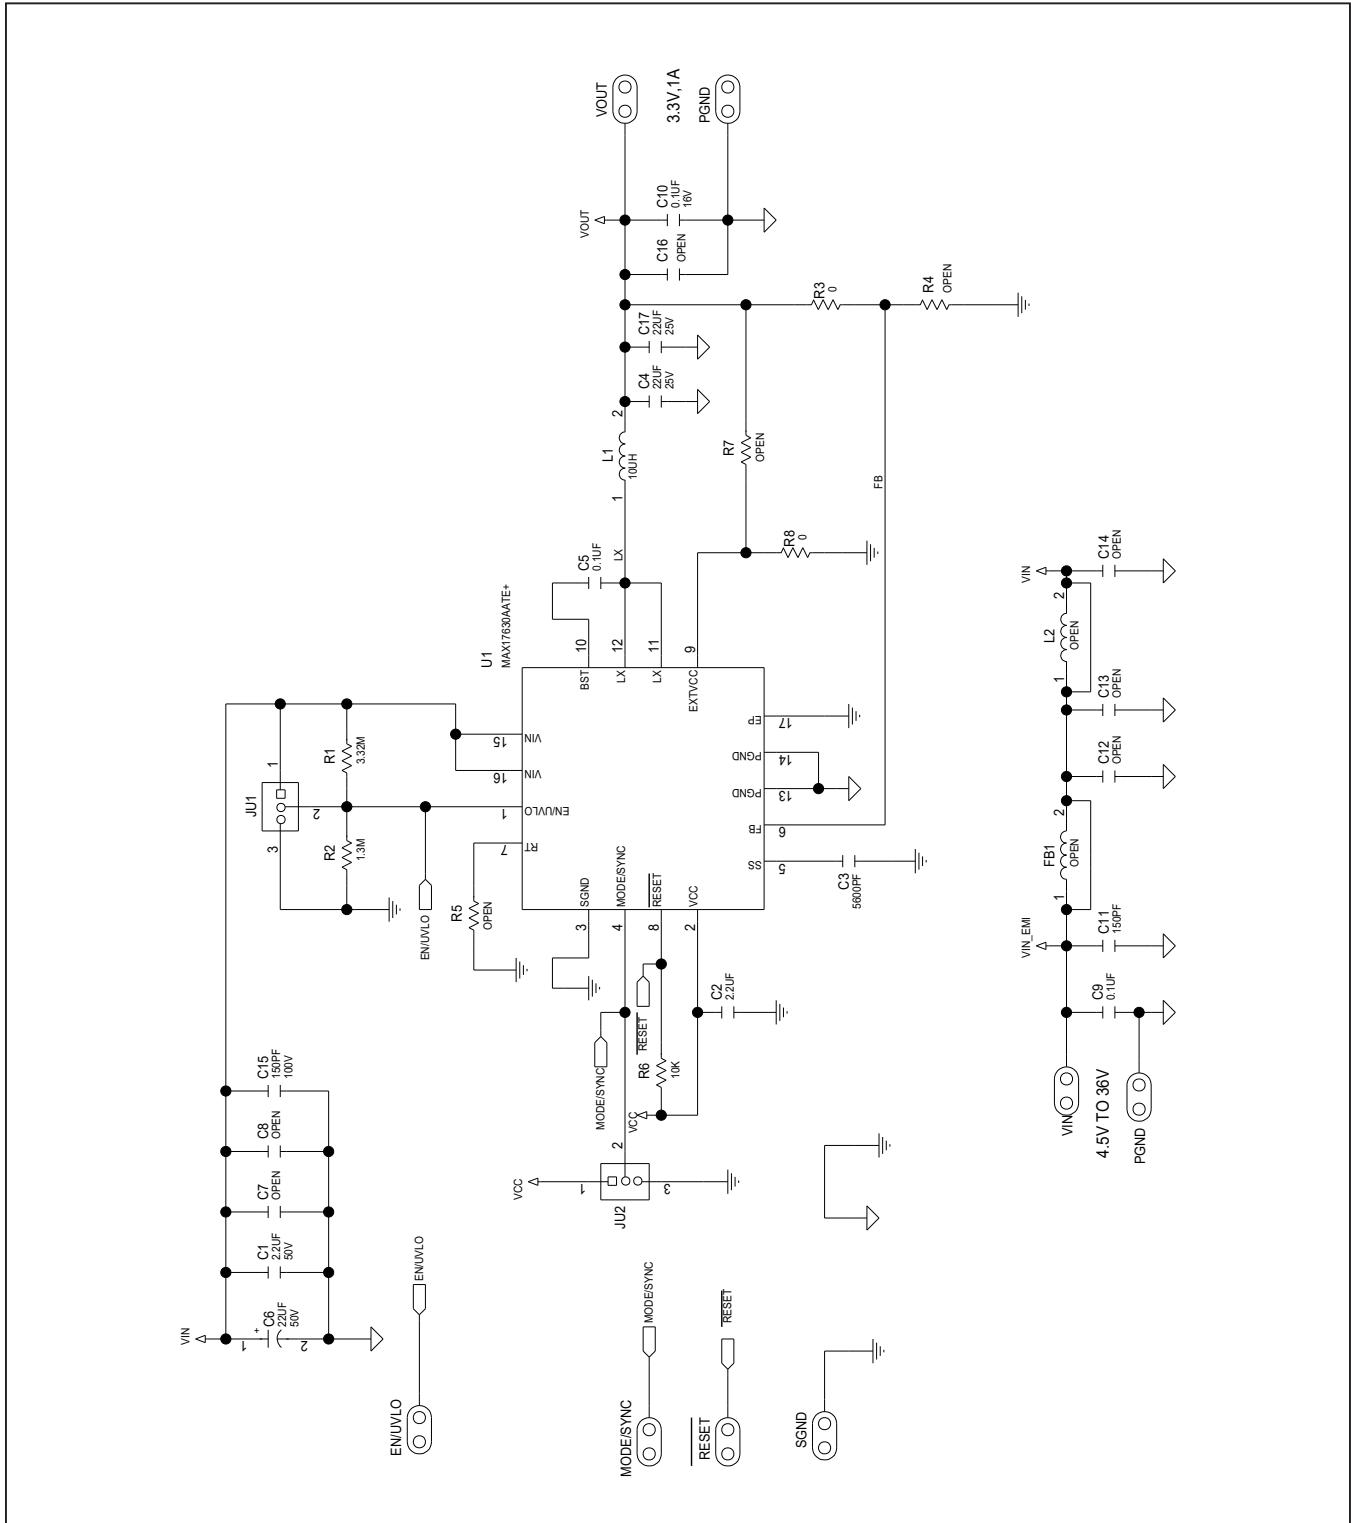 VOUT
3.3V,1A
PGND
VOUT
C10
0.1UF
16V
C16
OPEN
C17
22UF
25V
C4
22UF
25V
R3
0
R4
OPEN
2
L1
10UH
1
R7
OPEN
FB
R8
0
C5
0.1UF
LX
U1
MAX17630AATE+
10
BST
12
LX
11
LX
9
EXTVCC
15
VIN
16
VIN
1
EN/UVLO
7
RT
3
SGND
4
MODE/SYNC
8
RESET
2
VCC
17
EP
14
PGND
13
PGND
6
FB
5
SS
JU1
1
2
3
R1
3.32M
R2
1.3M
EN/UVLO
R5
OPEN
C3
5600PF
C2
2.2UF
RESET
MODE/SYNC
R6
10K
VCC
VCC
JU2
1
2
3
C15
150PF
100V
C8
OPEN
C7
OPEN
C1
2.2UF
50V
VIN
1
+
C6
22UF
50V
2
EN/UVLO
EN/UVLO
MODE/SYNC
MODE/SYNC
RESET
RESET
SGND
VIN
C14
OPEN
2
L2
OPEN
1
C13
OPEN
C12
OPEN
2
FB1
OPEN
1
VIN_EMI
C11
150PF
C9
0.1UF
VIN
4.5V TO 36V
PGND